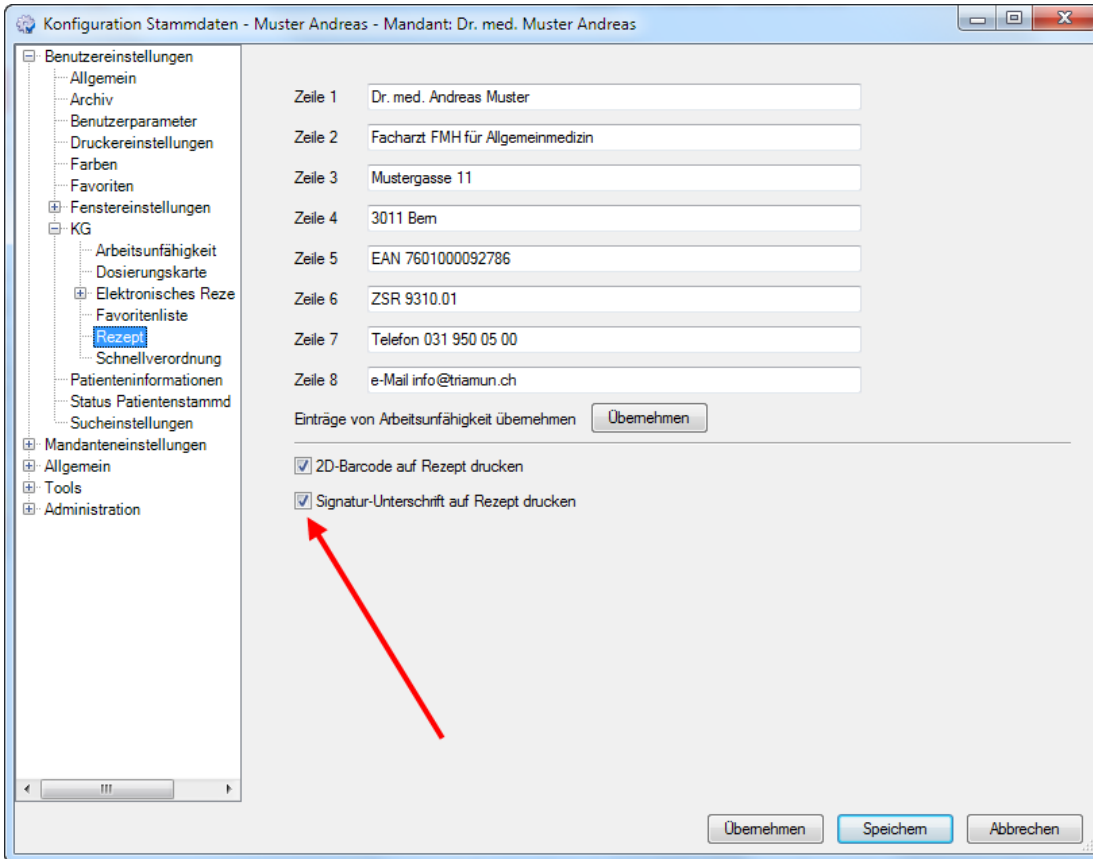 Konfiguration Stammdaten - Muster Andreas - Mandant: Dr. med. Muster Andreas
Benutzereinstellungen
Allgemein
Archiv
Benutzerparameter
Druckereinstellungen
Farben
Favoriten
Fenstereinstellungen
KG
Arbeitsunfähigkeit
Dosierungskarte
Elektronisches Reze
Favoritenliste
Rezept
Schnellverordnung
Patienteninformationen
Status Patientenstammd
Sucheinstellungen
Mandanteneinstellungen
Allgemein
Tools
Administration
Zeile 1 Dr. med. Andreas Muster
Zeile 2 Facharzt FMH für Allgemeinmedizin
Zeile 3 Mustergasse 11
Zeile 4 3011 Bern
Zeile 5 EAN 7601000092786
Zeile 6 ZSR 9310.01
Zeile 7 Telefon 031 950 05 00
Zeile 8 e-Mail info@triamun.ch
Einträge von Arbeitsunfähigkeit übernehmen Übernehmen
2D-Barcode auf Rezept drucken
Signatur-Unterschrift auf Rezept drucken
Übernehmen Speichern Abbrechen